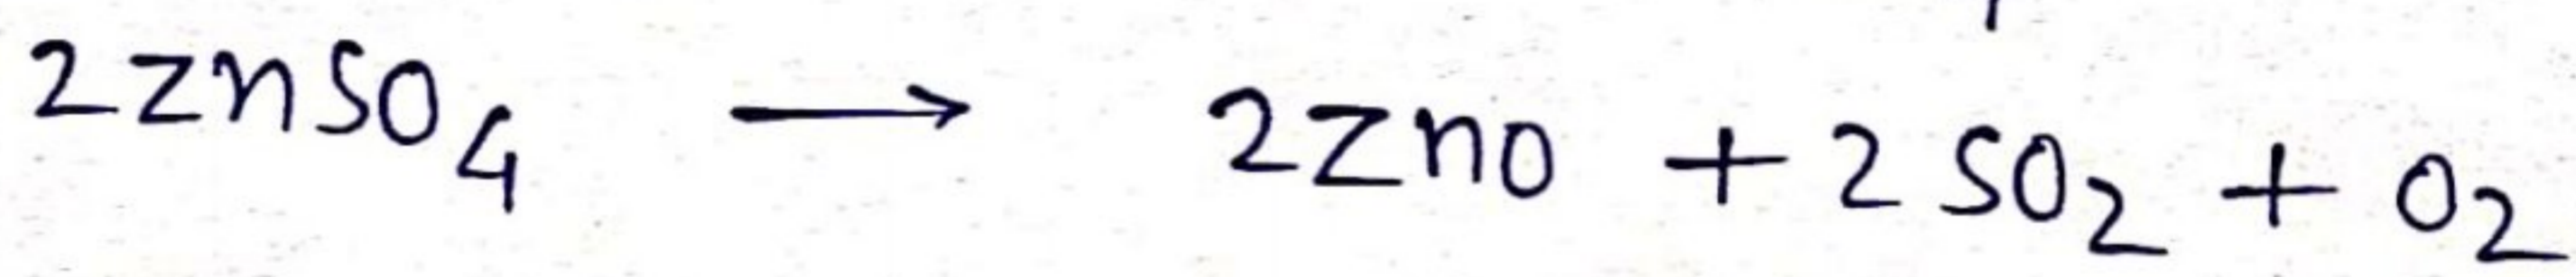 2ZnSO₄ ⟶ 2ZnO + 2SO₂ + O₂